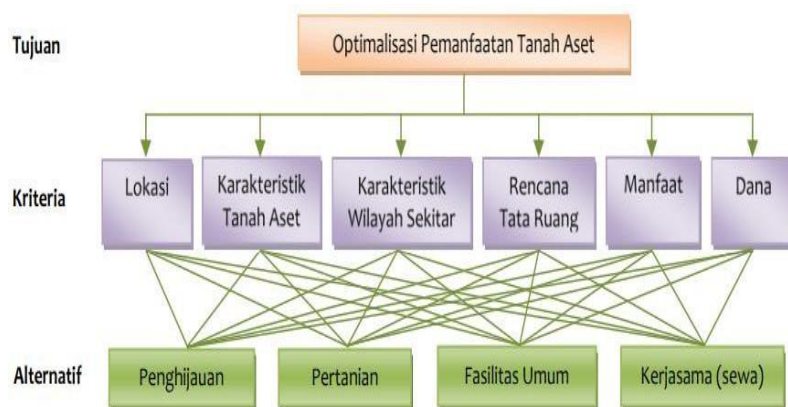 Tujuan
Optimalisasi Pemanfaatan Tanah Aset
Kriteria
Lokasi
Karakteristik
Tanah Aset
Karakteristik
Wilayah Sekitar
Rencana
Tata Ruang
Manfaat
Dana
Alternatif
Penghijauan
Pertanian
Fasilitas Umum
Kerjasama (sewa)